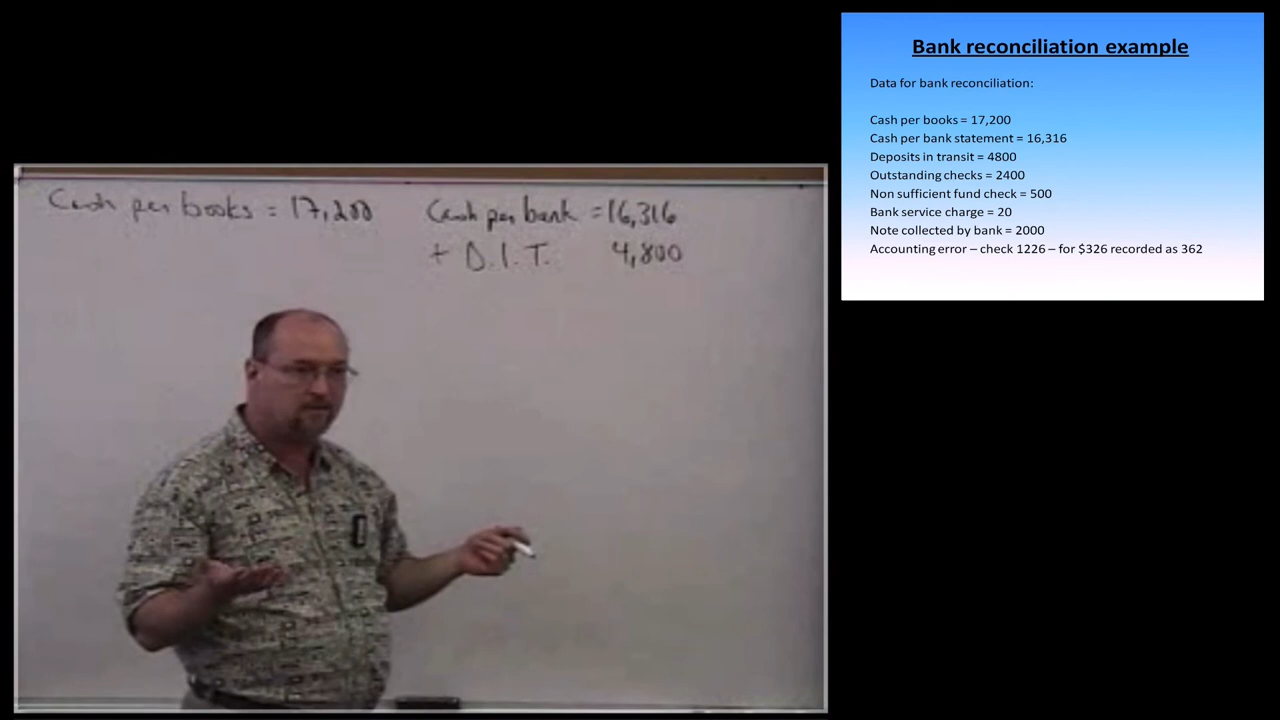 Bank reconciliation example
Data for bank reconciliation:
Cash per books = 17,200
Cash per bank statement = 16,316
Deposits in transit = 4800
Outstanding checks = 2400
Non sufficient fund check = 500
Bank service charge = 20
Note collected by bank = 2000
Accounting error – check 1226 – for $326 recorded as 362
Cash per books = 17,200
Cash per bank = 16,316
+ D.I.T. 4,800